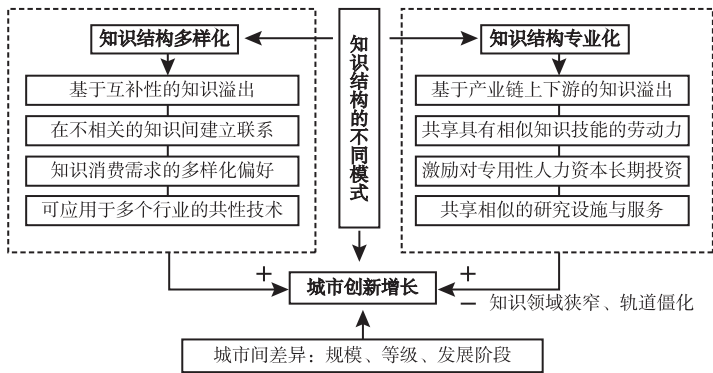 知识结构多样化
基于互补性的知识溢出
在不相关的知识间建立联系
知识消费需求的多样化偏好
可应用于多个行业的共性技术
知识结构的不同模式
知识结构专业化
基于产业链上下游的知识溢出
共享具有相似知识技能的劳动力
激励对专用性人力资本长期投资
共享相似的研究设施与服务
+
城市创新增长
+
− 知识领域狭窄、轨道僵化
城市间差异：规模、等级、发展阶段